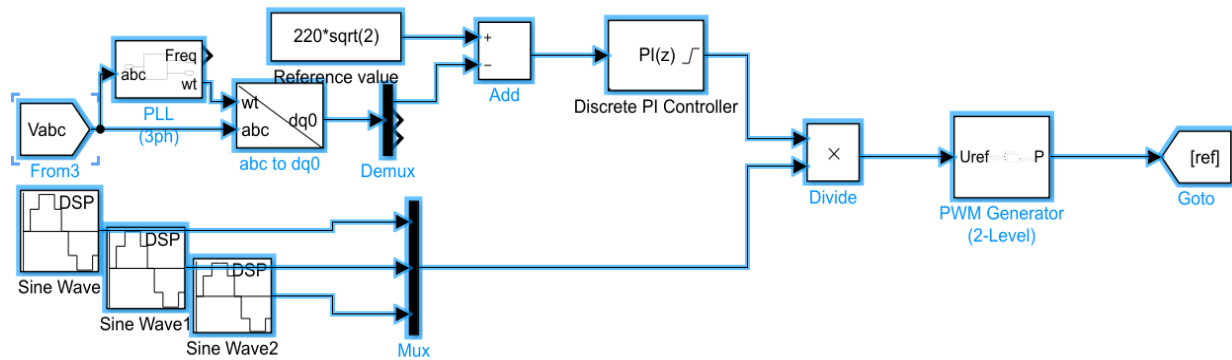 220*sqrt(2)
Reference value
Freq
abc
wt
PLL
(3ph)
Vabc
From3
wt
abc
dq0
abc to dq0
Demux
+
−
Add
PI(z)
Discrete PI Controller
×
Divide
Uref
P
PWM Generator
(2-Level)
[ref]
Goto
DSP
Sine Wave
DSP
Sine Wave1
DSP
Sine Wave2
Mux